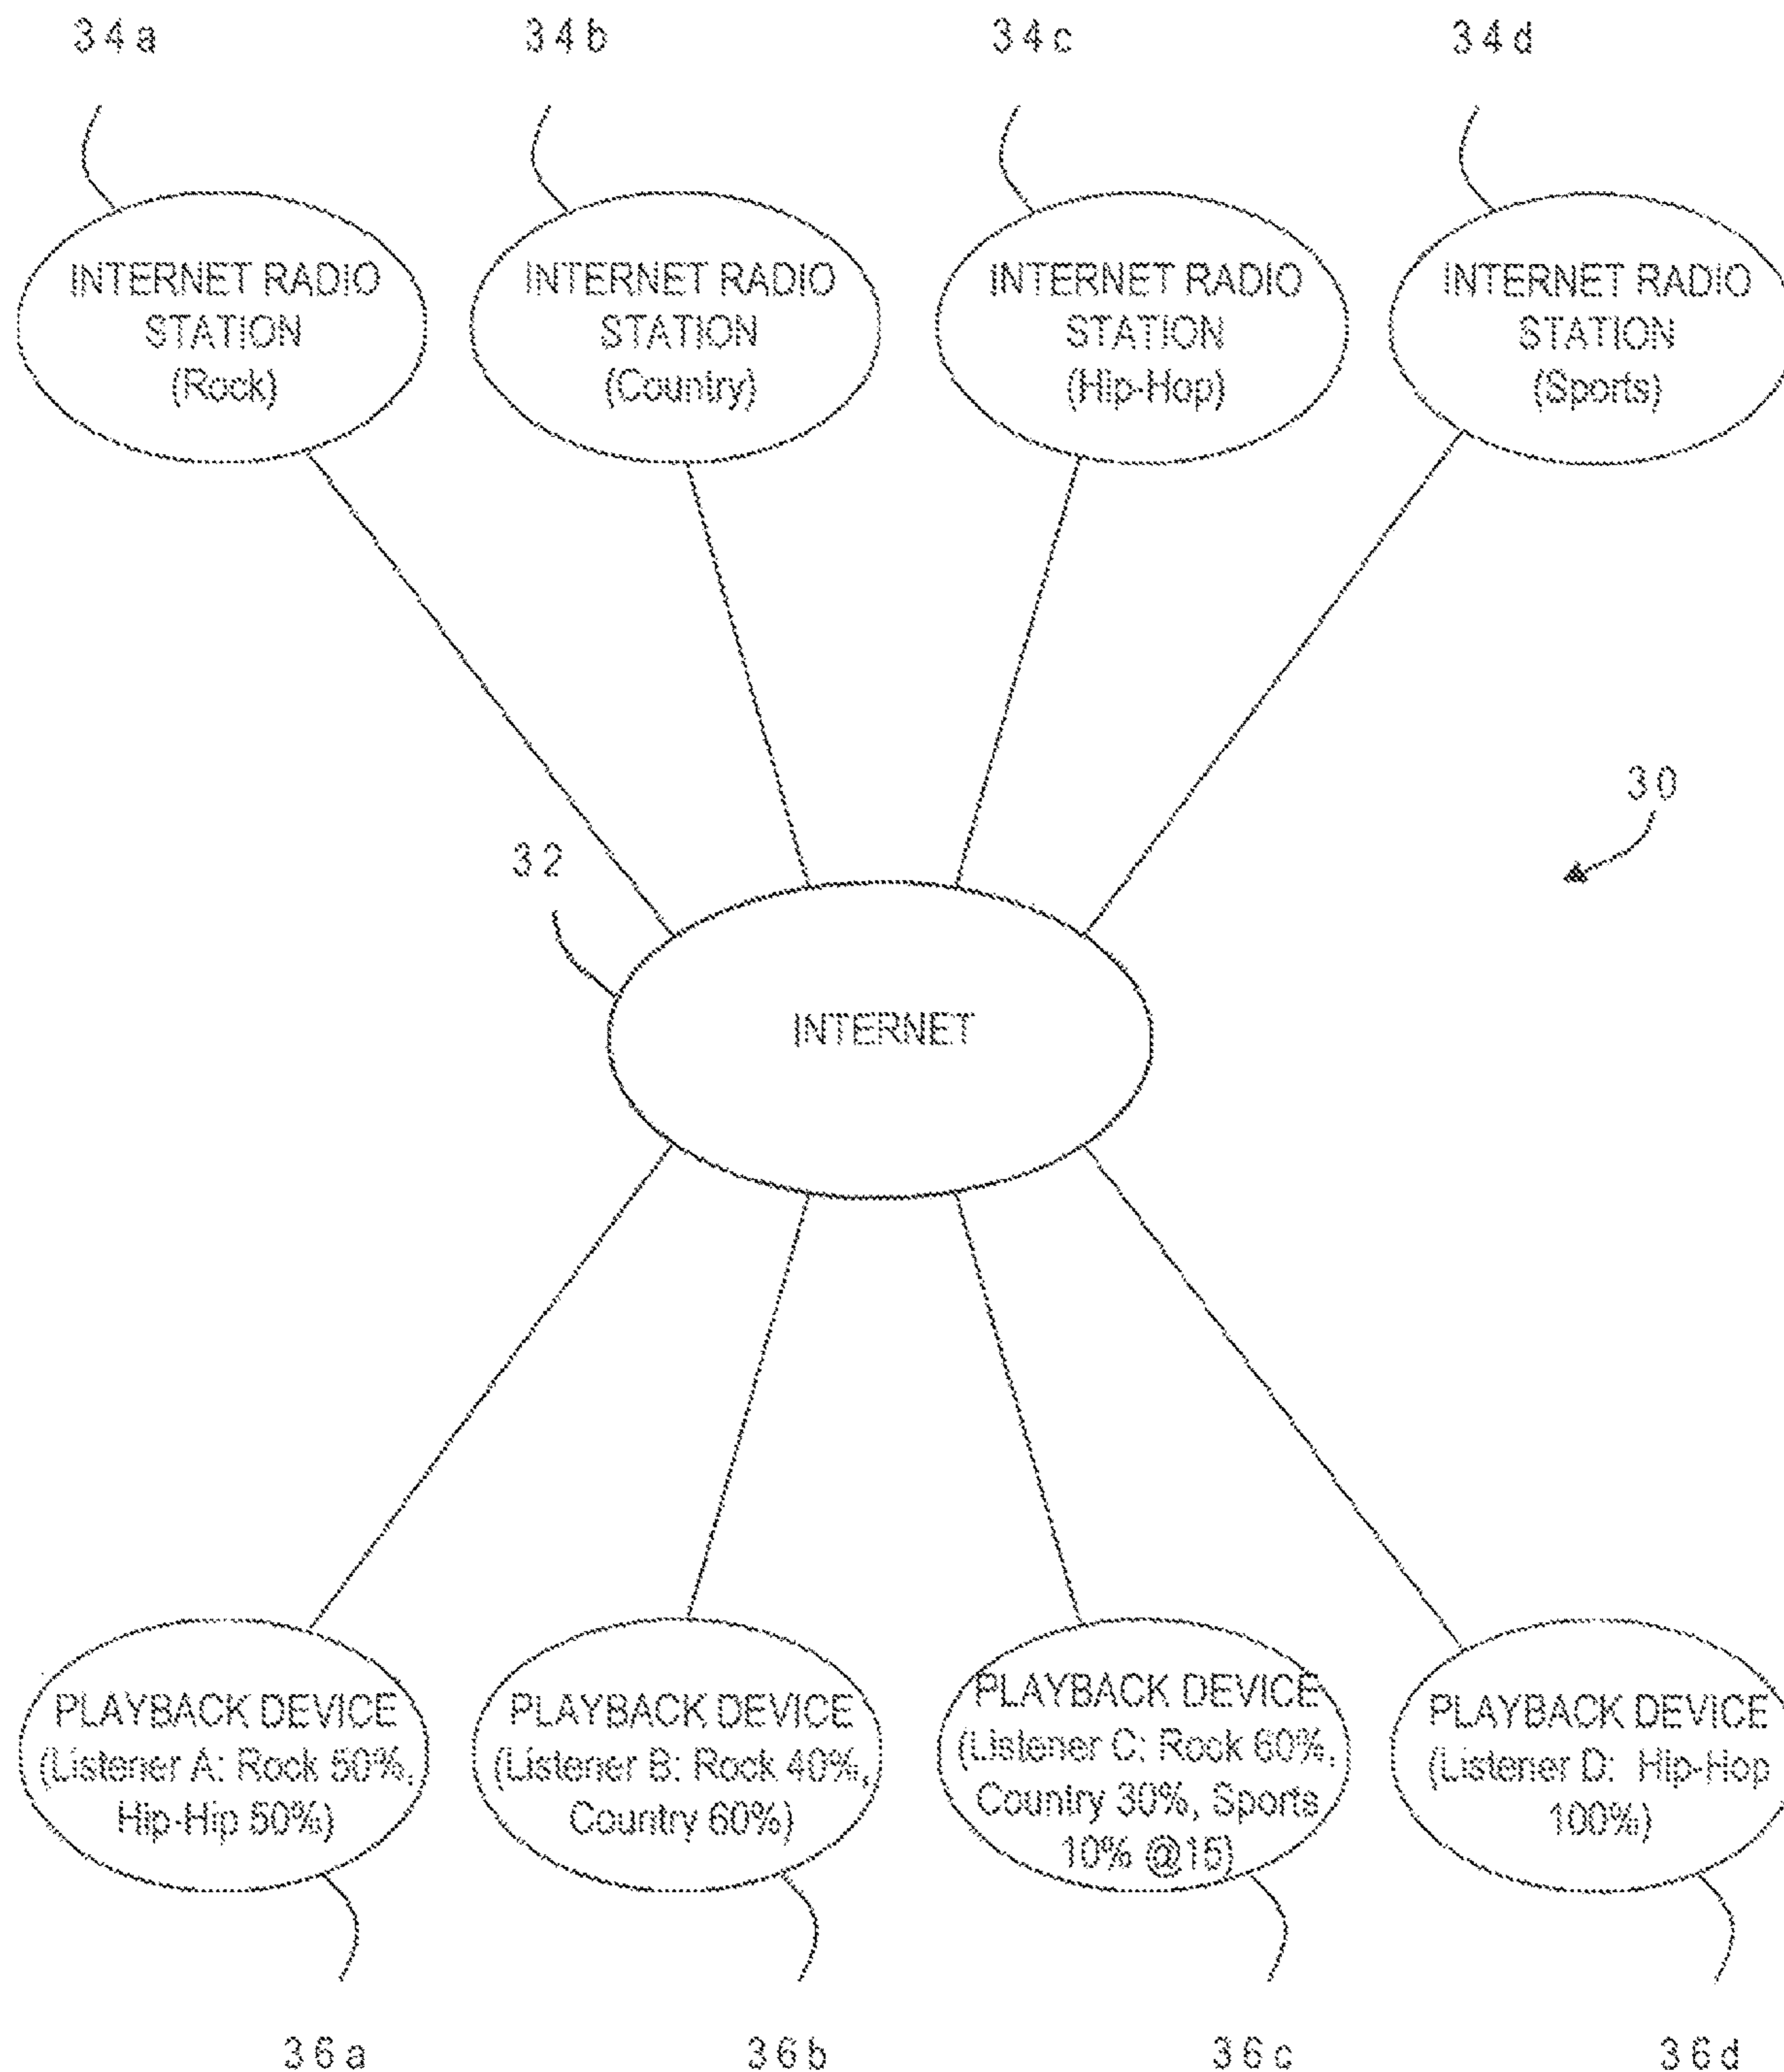 34a
34b
34c
34d
INTERNET RADIO
STATION
(Rock)
INTERNET RADIO
STATION
(Country)
INTERNET RADIO
STATION
(Hip-Hop)
INTERNET RADIO
STATION
(Sports)
30
32
INTERNET
PLAYBACK DEVICE
(Listener A: Rock 50%,
Hip-Hip 50%)
PLAYBACK DEVICE
(Listener B: Rock 40%,
Country 60%)
PLAYBACK DEVICE
(Listener C: Rock 60%,
Country 30%, Sports
10% @15)
PLAYBACK DEVICE
(Listener D: Hip-Hop
100%)
36a
36b
36c
36d